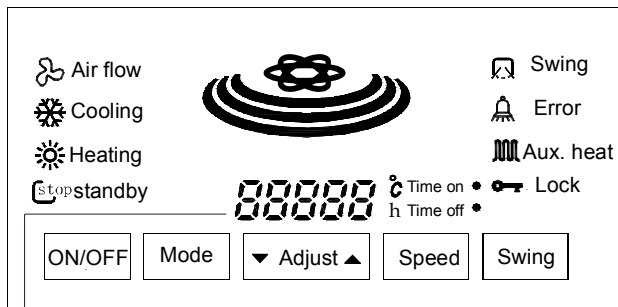 Air flow
Cooling
Heating
stop standby
Swing
Error
Aux. heat
Lock
88888
°C Time on
h Time off
ON/OFF
Mode
▼ Adjust ▲
Speed
Swing